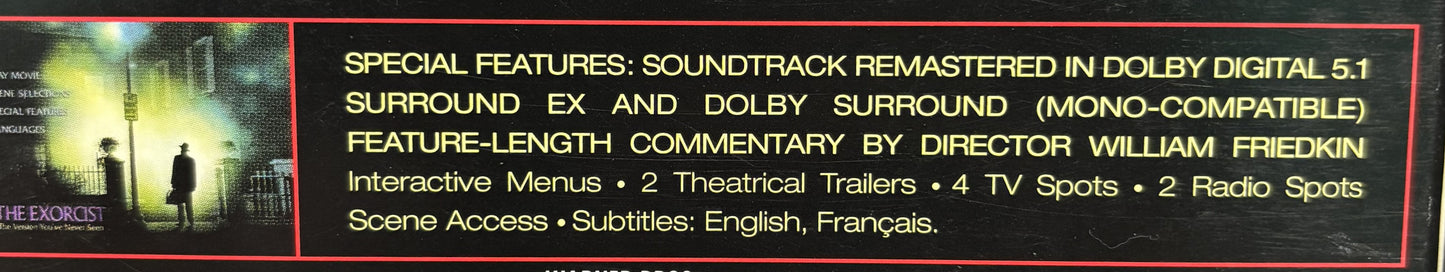 AY MOVIE
ENE SELECTIONS
ECIAL FEATURES
NGUAGES
THE EXORCIST
The Version You've Never Seen
SPECIAL FEATURES: SOUNDTRACK REMASTERED IN DOLBY DIGITAL 5.1
SURROUND EX AND DOLBY SURROUND (MONO-COMPATIBLE)
FEATURE-LENGTH COMMENTARY BY DIRECTOR WILLIAM FRIEDKIN
Interactive Menus • 2 Theatrical Trailers • 4 TV Spots • 2 Radio Spots
Scene Access • Subtitles: English, Français.
WARNER BROS